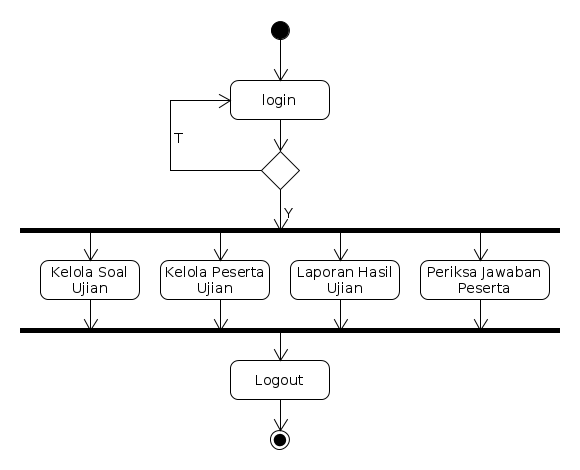 login
T
Y
Kelola Soal
Ujian
Kelola Peserta
Ujian
Laporan Hasil
Ujian
Periksa Jawaban
Peserta
Logout